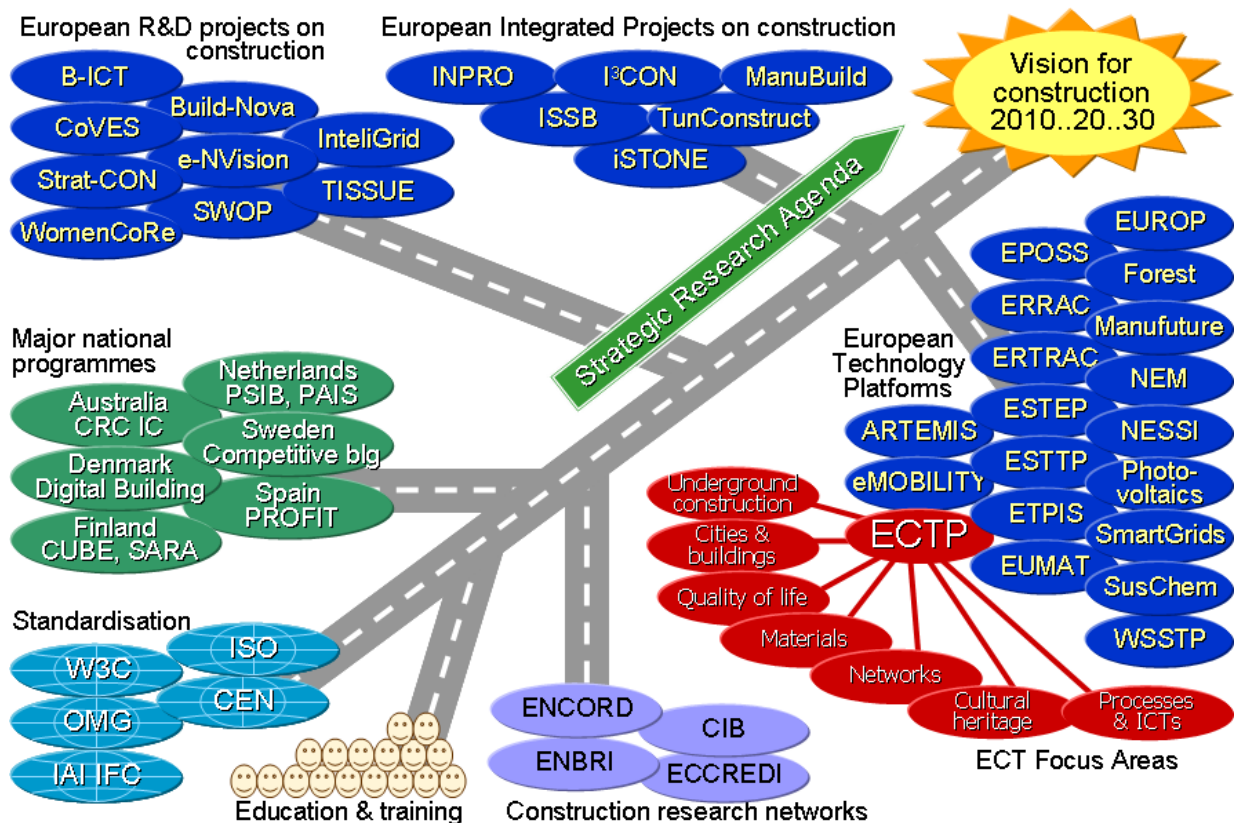 European R&D projects on
construction
B-ICT
Build-Nova
CoVES
InteliGrid
e-NVision
Strat-CON
TISSUE
SWOP
WomenCoRe
European Integrated Projects on construction
INPRO
I³CON
ManuBuild
ISSB
TunConstruct
iSTONE
Vision for
construction
2010..20..30
Strategic Research Agenda
EUROP
EPOSS
Forest
ERRAC
Manufuture
European
Technology
Platforms
ERTRAC
NEM
ESTEP
ARTEMIS
NESSI
ESTTP
eMOBILITY
Photo-
voltaics
ETPIS
SmartGrids
EUMAT
SusChem
WSSTP
Major national
programmes
Netherlands
PSIB, PAIS
Australia
CRC IC
Sweden
Competitive blg
Denmark
Digital Building
Spain
PROFIT
Finland
CUBE, SARA
Underground
construction
ECTP
Cities &
buildings
Quality of life
Materials
Networks
Cultural
heritage
Processes
& ICTs
ECT Focus Areas
Standardisation
ISO
W3C
CEN
OMG
IAI IFC
Education & training
ENCORD
CIB
ENBRI
ECCREDI
Construction research networks